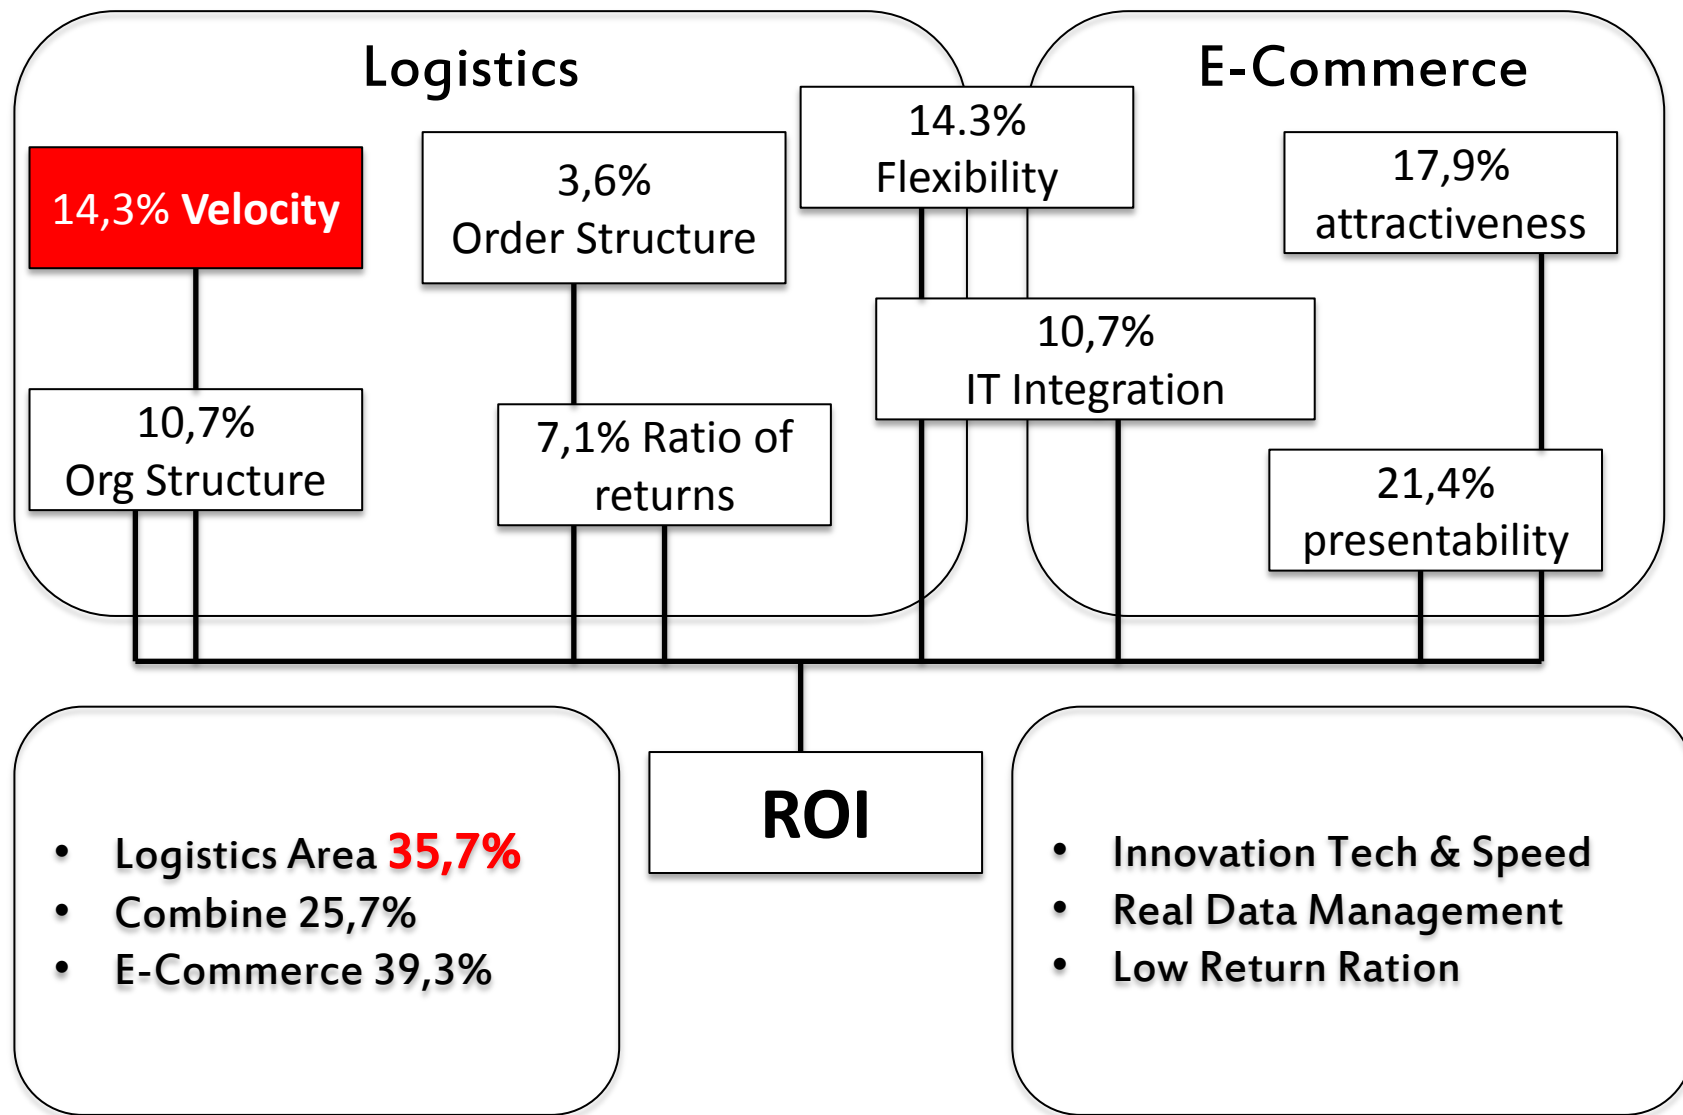 Logistics
E-Commerce
14,3% Velocity
3,6%
Order Structure
14.3%
Flexibility
17,9%
attractiveness
10,7%
Org Structure
7,1% Ratio of
returns
10,7%
IT Integration
21,4%
presentability
ROI
• Logistics Area 35,7%
• Combine 25,7%
• E-Commerce 39,3%
• Innovation Tech & Speed
• Real Data Management
• Low Return Ration